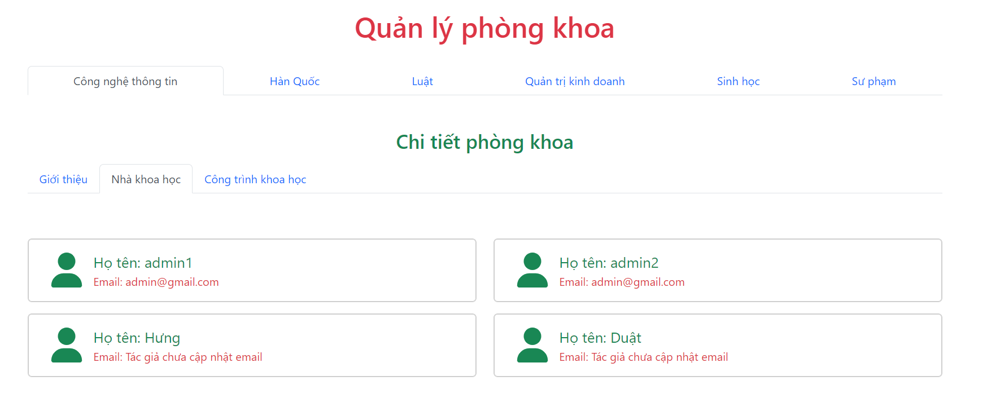 Quản lý phòng khoa
Công nghệ thông tin Hàn Quốc Luật Quản trị kinh doanh Sinh học Sư phạm
Chi tiết phòng khoa
Giới thiệu Nhà khoa học Công trình khoa học
Họ tên: admin1
Email: admin@gmail.com
Họ tên: admin2
Email: admin@gmail.com
Họ tên: Hưng
Email: Tác giả chưa cập nhật email
Họ tên: Duật
Email: Tác giả chưa cập nhật email